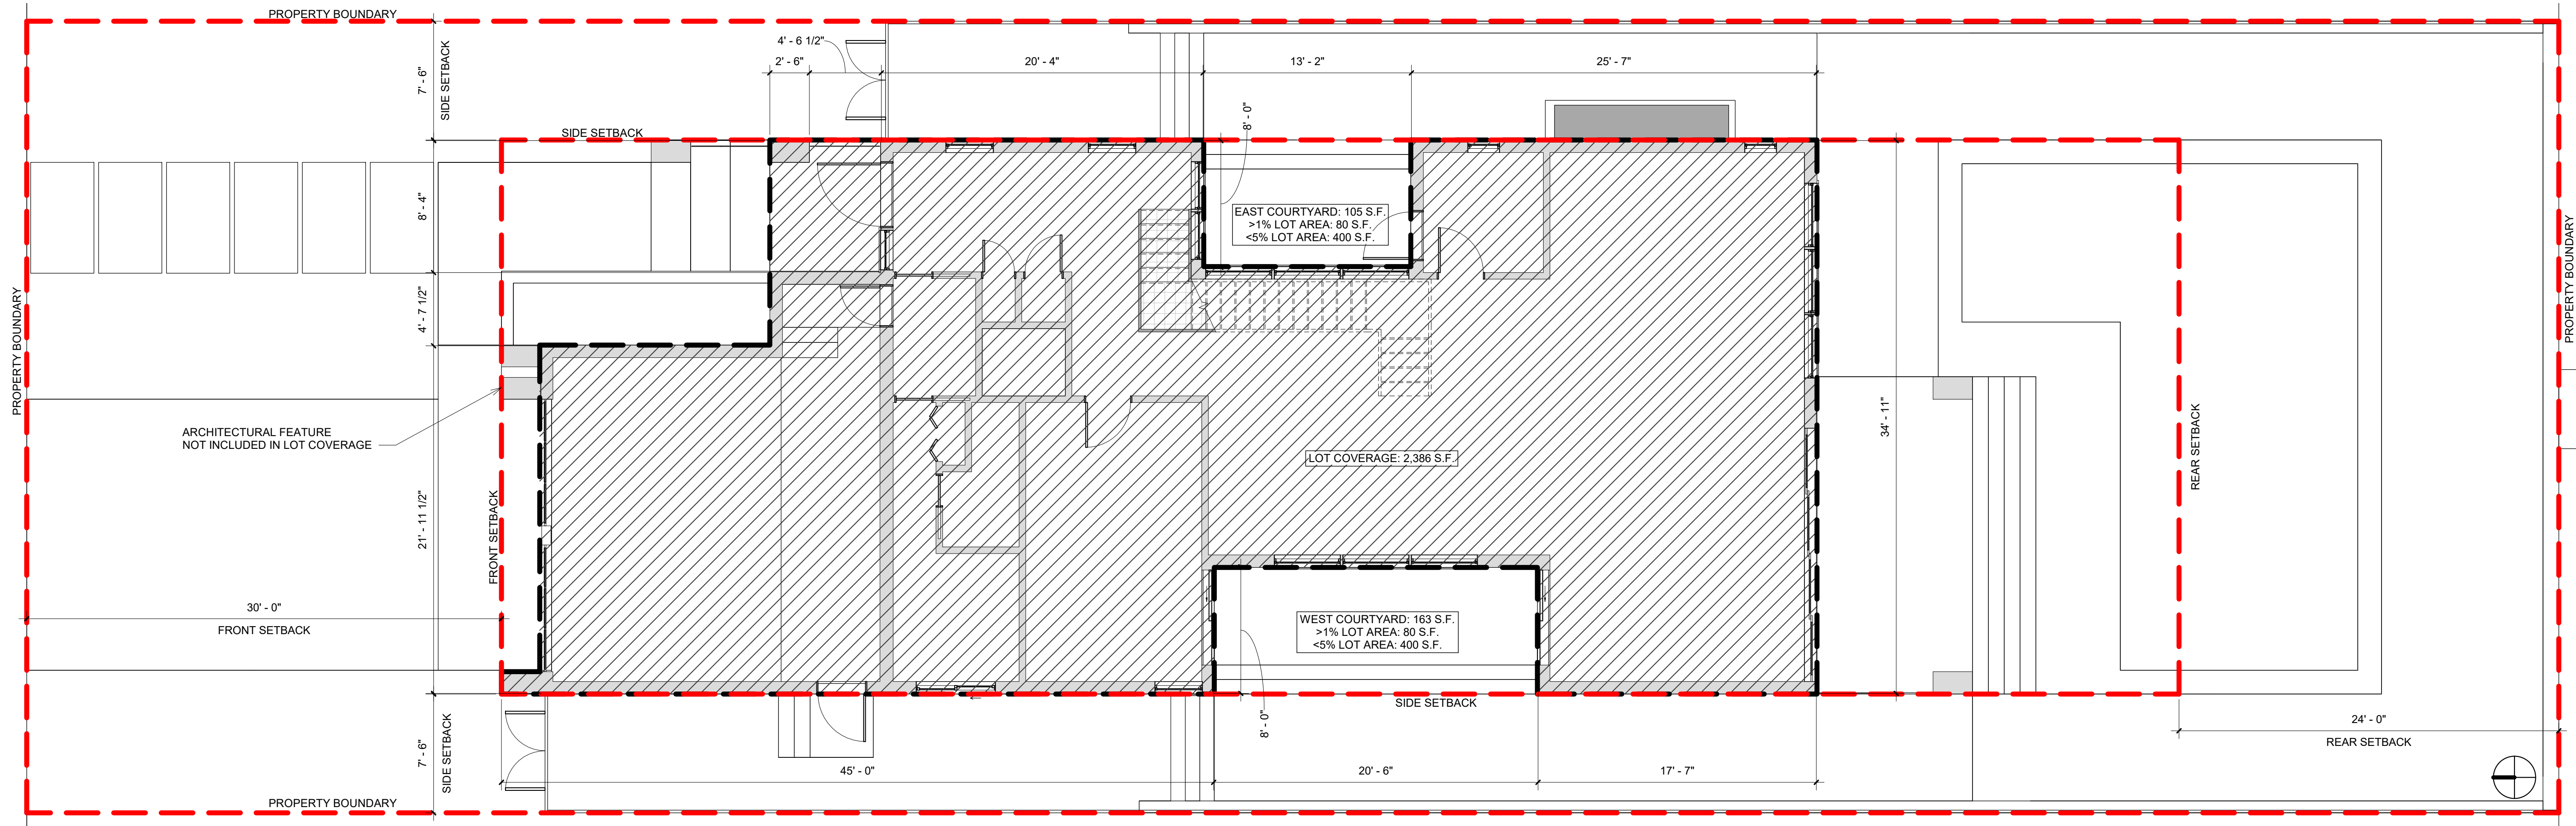 PROPERTY BOUNDARY
7' - 6"
SIDE SETBACK
4' - 6 1/2"
2' - 6"
20' - 4"
13' - 2"
25' - 7"
8' - 0"
SIDE SETBACK
8' - 4"
EAST COURTYARD: 105 S.F.
>1% LOT AREA: 80 S.F.
<5% LOT AREA: 400 S.F.
PROPERTY BOUNDARY
4' - 7 1/2"
PROPERTY BOUNDARY
ARCHITECTURAL FEATURE
NOT INCLUDED IN LOT COVERAGE
34' - 11"
REAR SETBACK
LOT COVERAGE: 2,386 S.F.
21' - 11 1/2"
FRONT SETBACK
30' - 0"
FRONT SETBACK
WEST COURTYARD: 163 S.F.
>1% LOT AREA: 80 S.F.
<5% LOT AREA: 400 S.F.
SIDE SETBACK
8' - 0"
24' - 0"
REAR SETBACK
7' - 6"
SIDE SETBACK
45' - 0"
20' - 6"
17' - 7"
PROPERTY BOUNDARY